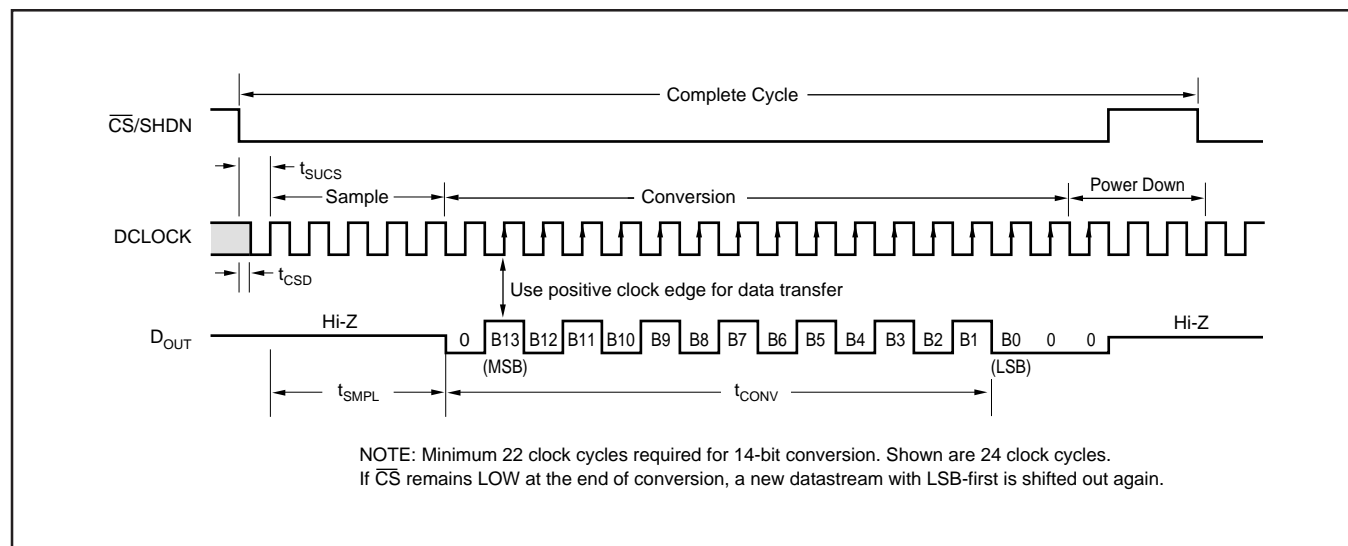 Complete Cycle
C̅S̅/SHDN
tSUCS
Sample
Conversion
Power Down
DCLOCK
tCSD
Use positive clock edge for data transfer
Hi-Z
Hi-Z
DOUT
0 B13 B12 B11 B10 B9 B8 B7 B6 B5 B4 B3 B2 B1 B0 0 0
(MSB)
(LSB)
tSMPL
tCONV
NOTE: Minimum 22 clock cycles required for 14-bit conversion. Shown are 24 clock cycles.
If C̅S̅ remains LOW at the end of conversion, a new datastream with LSB-first is shifted out again.